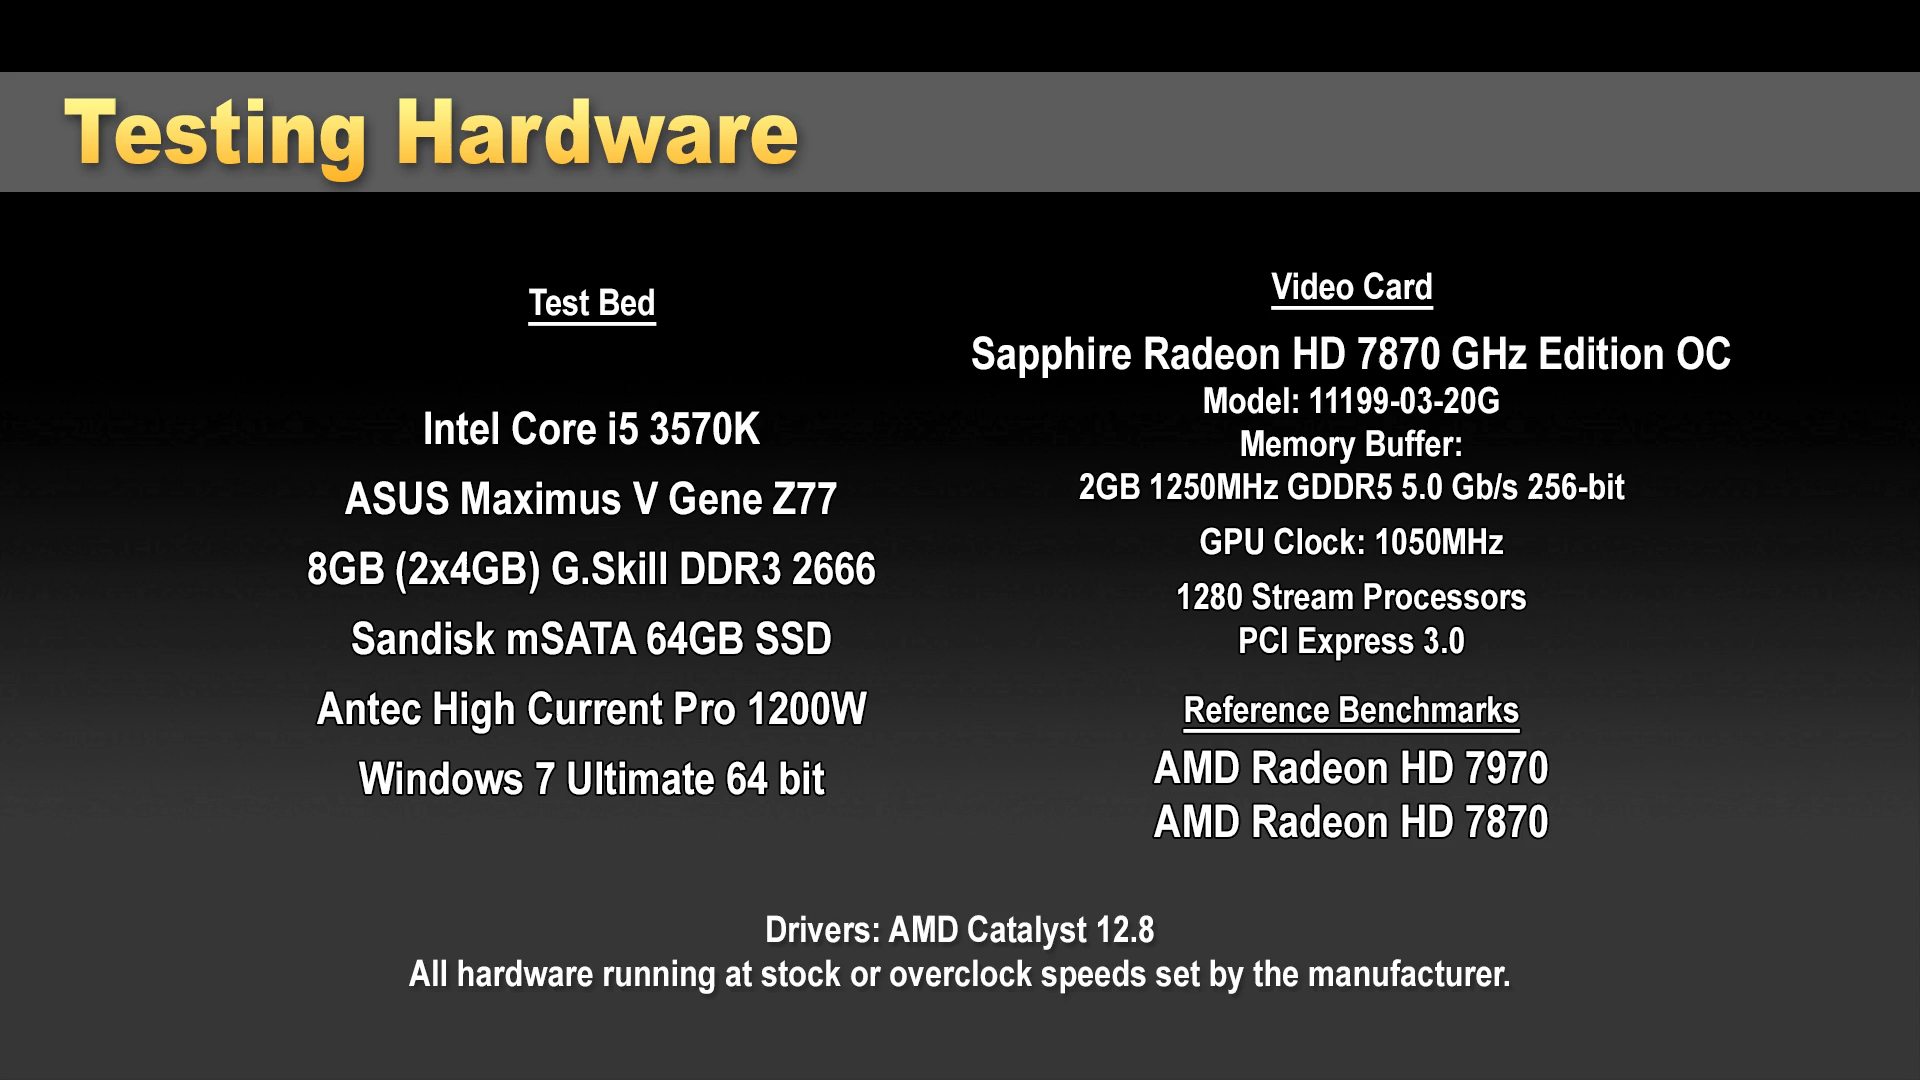 Testing Hardware
Test Bed
Intel Core i5 3570K
ASUS Maximus V Gene Z77
8GB (2x4GB) G.Skill DDR3 2666
Sandisk mSATA 64GB SSD
Antec High Current Pro 1200W
Windows 7 Ultimate 64 bit
Video Card
Sapphire Radeon HD 7870 GHz Edition OC
Model: 11199-03-20G
Memory Buffer:
2GB 1250MHz GDDR5 5.0 Gb/s 256-bit
GPU Clock: 1050MHz
1280 Stream Processors
PCI Express 3.0
Reference Benchmarks
AMD Radeon HD 7970
AMD Radeon HD 7870
Drivers: AMD Catalyst 12.8
All hardware running at stock or overclock speeds set by the manufacturer.